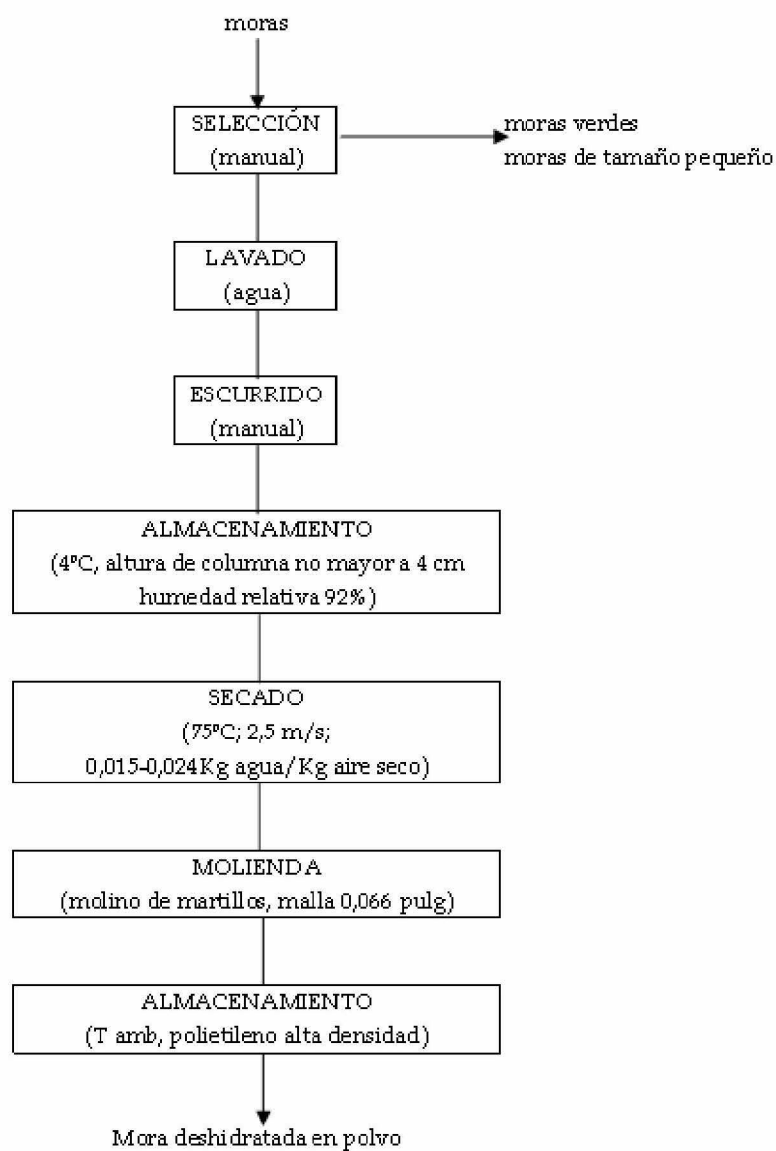 moras
SELECCIÓN
(manual)
moras verdes
moras de tamaño pequeño
LAVADO
(agua)
ESCURRIDO
(manual)
ALMACENAMIENTO
(4ºC, altura de columna no mayor a 4 cm
humedad relativa 92%)
SECADO
(75ºC; 2,5 m/s;
0,015-0,024Kg agua/Kg aire seco)
MOLIENDA
(molino de martillos, malla 0,066 pulg)
ALMACENAMIENTO
(T amb, polietileno alta densidad)
Mora deshidratada en polvo